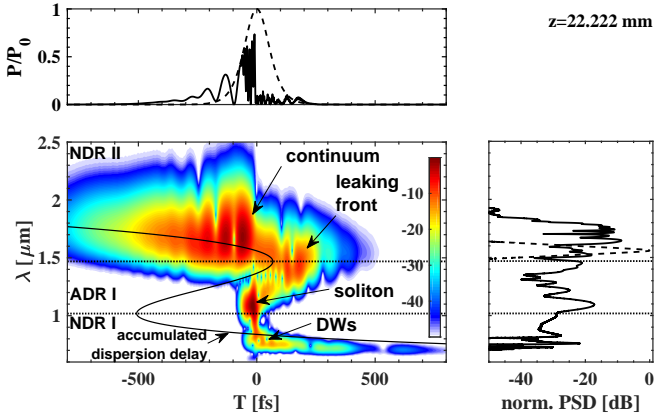 z=22.222 mm
1
0.5
0
P/P0
2.5
2
1.5
1
λ [μm]
NDR II
continuum
leaking
front
ADR I
NDR I
soliton
DWs
accumulated
dispersion delay
-10
-20
-30
-40
-500
0
500
T [fs]
-40
-20
0
norm. PSD [dB]